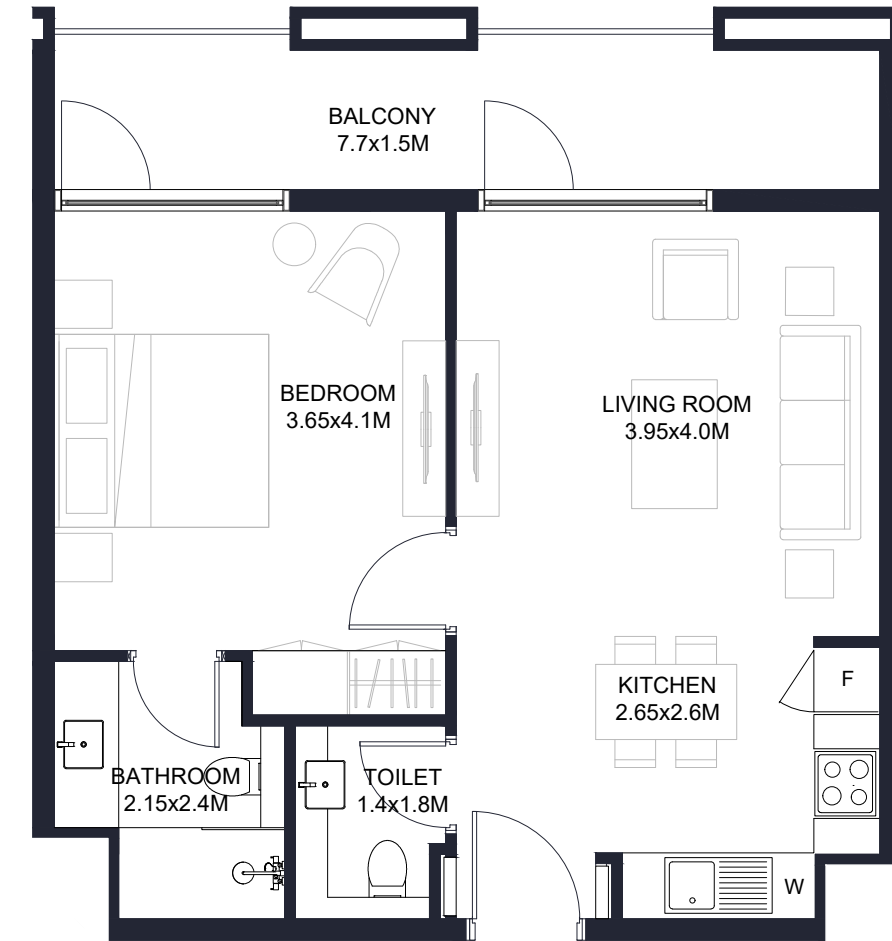 BALCONY
7.7x1.5M
BEDROOM
3.65x4.1M
LIVING ROOM
3.95x4.0M
KITCHEN
2.65x2.6M
F
BATHROOM
2.15x2.4M
TOILET
1.4x1.8M
W